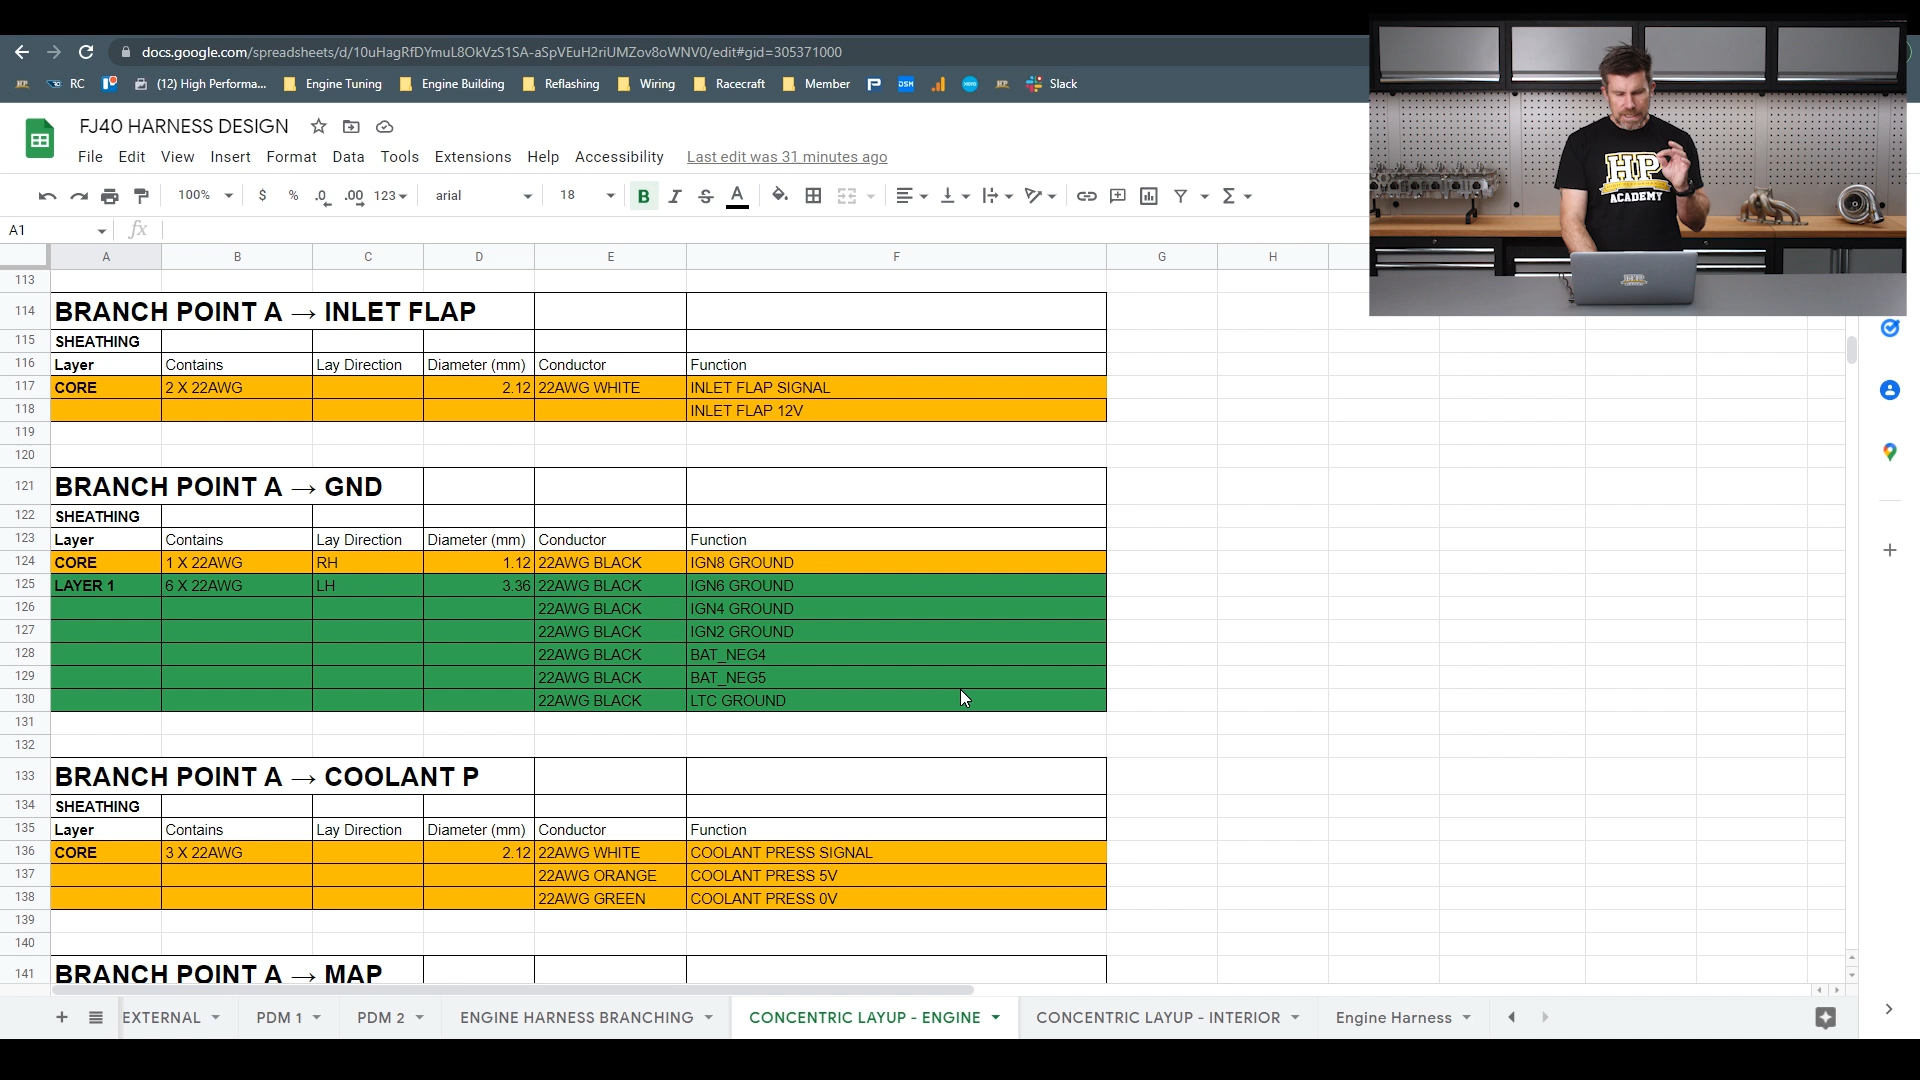 docs.google.com/spreadsheets/d/10uHagRfDYmuL8OkVzS1SA-aSpVEuH2riUMZov8oWNV0/edit#gid=305371000
RC (12) High Performa... Engine Tuning Engine Building Reflashing Wiring Racecraft Member DSM xero Slack
FJ40 HARNESS DESIGN
File Edit View Insert Format Data Tools Extensions Help Accessibility Last edit was 31 minutes ago
100% $ % .0 .00 123 arial 18 B I S A
A1 fx
A B C D E F G H
113
114 BRANCH POINT A → INLET FLAP
115 SHEATHING
116 Layer Contains Lay Direction Diameter (mm) Conductor Function
117 CORE 2 X 22AWG 2.12 22AWG WHITE INLET FLAP SIGNAL
118 INLET FLAP 12V
119
120
121 BRANCH POINT A → GND
122 SHEATHING
123 Layer Contains Lay Direction Diameter (mm) Conductor Function
124 CORE 1 X 22AWG RH 1.12 22AWG BLACK IGN8 GROUND
125 LAYER 1 6 X 22AWG LH 3.36 22AWG BLACK IGN6 GROUND
126 22AWG BLACK IGN4 GROUND
127 22AWG BLACK IGN2 GROUND
128 22AWG BLACK BAT_NEG4
129 22AWG BLACK BAT_NEG5
130 22AWG BLACK LTC GROUND
131
132
133 BRANCH POINT A → COOLANT P
134 SHEATHING
135 Layer Contains Lay Direction Diameter (mm) Conductor Function
136 CORE 3 X 22AWG 2.12 22AWG WHITE COOLANT PRESS SIGNAL
137 22AWG ORANGE COOLANT PRESS 5V
138 22AWG GREEN COOLANT PRESS 0V
139
140
141 BRANCH POINT A → MAP
EXTERNAL PDM 1 PDM 2 ENGINE HARNESS BRANCHING CONCENTRIC LAYUP - ENGINE CONCENTRIC LAYUP - INTERIOR Engine Harness
HP
ACADEMY